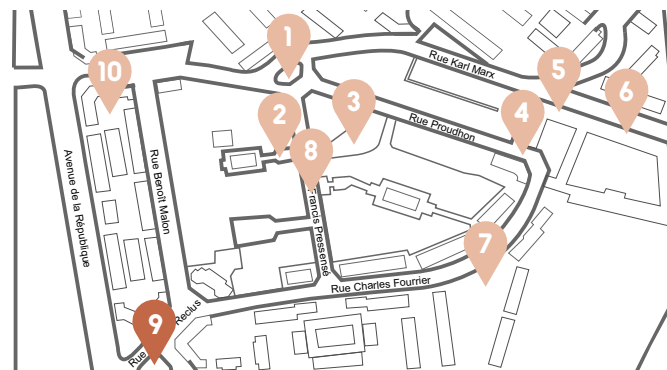 1
Rue Karl Marx
5
10
6
2
3
Rue Proudhon
4
8
Avenue de la République
Rue Benoît Malon
Francis Pressensé
7
Rue Charles Fourrier
9
Rue
Reclus